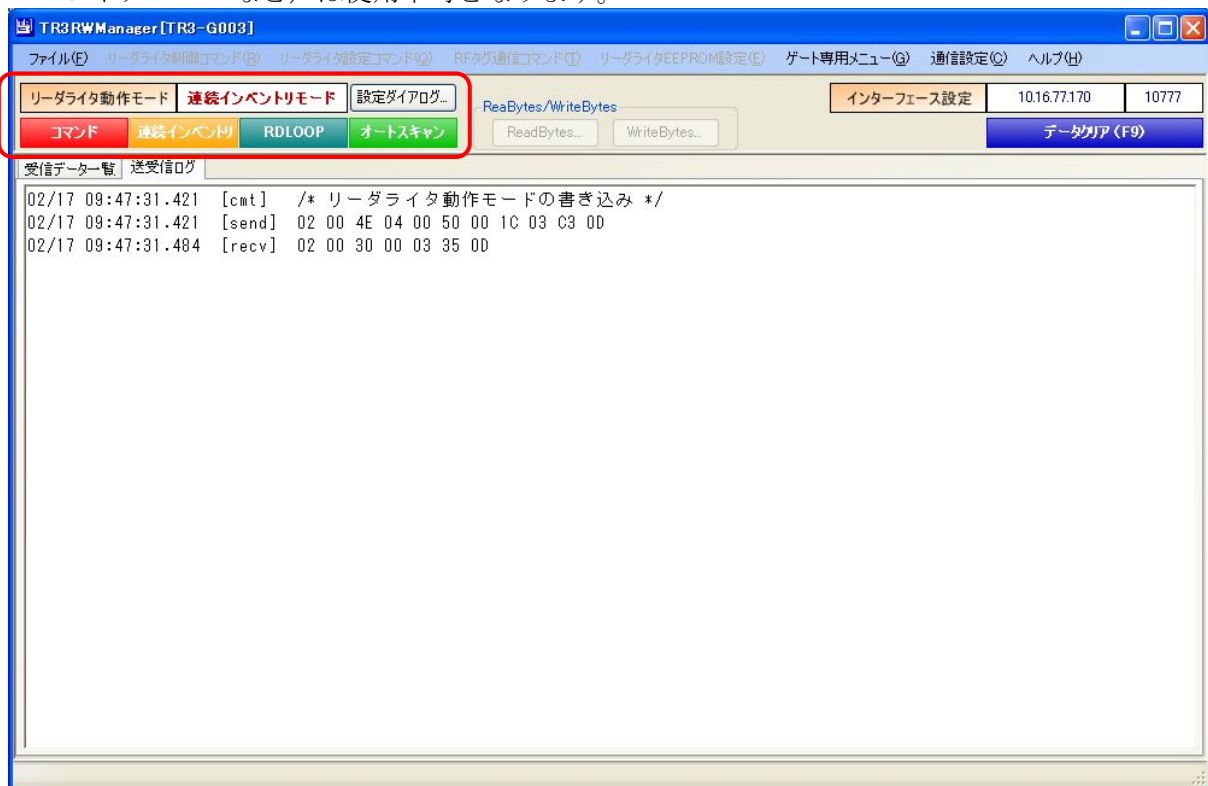 は使用不可となります。
TR3RWManager[TR3-G003]
ファイル(F) リーダライタ制御コマンド(R) リーダライタ設定コマンド(Q) RFタグ通信コマンド(T) リーダライタEEPROM設定(E) ゲート専用メニュー(G) 通信設定(C) ヘルプ(H)
リーダライタ動作モード 連続インベントリモード 設定ダイアログ...
コマンド 連続インベントリ RDLOOP オートスキャン
ReaBytes/WriteBytes
ReadBytes... WriteBytes...
インターフェース設定 10.16.77.170 10777
データクリア (F9)
受信データ一覧 送受信ログ
02/17 09:47:31.421 [cmt] /* リーダライタ動作モードの書き込み */
02/17 09:47:31.421 [send] 02 00 4E 04 00 50 00 1C 03 C3 0D
02/17 09:47:31.484 [recv] 02 00 30 00 03 35 0D